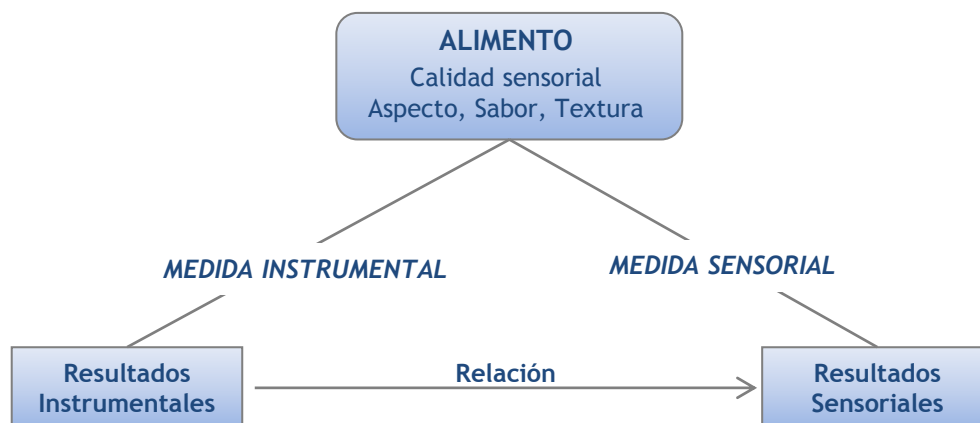 ALIMENTO
Calidad sensorial
Aspecto, Sabor, Textura
MEDIDA INSTRUMENTAL
MEDIDA SENSORIAL
Resultados
Instrumentales
Relación
Resultados
Sensoriales